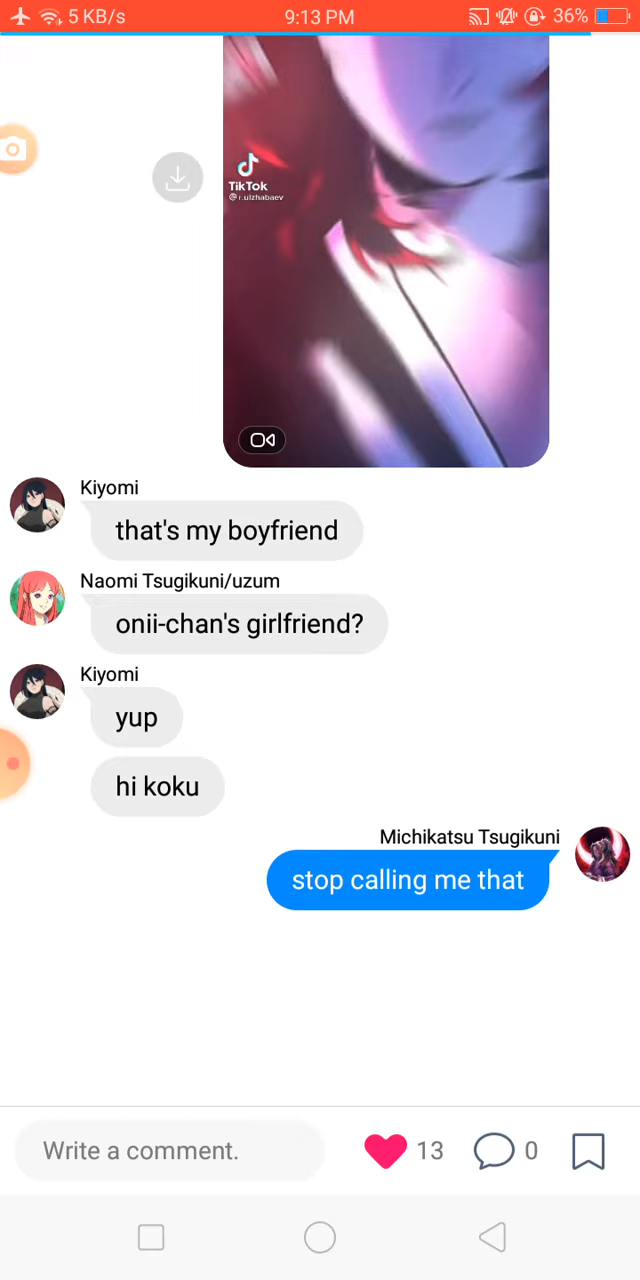 5 KB/s
9:13 PM
36%
TikTok
@ r.ulzhabaev
Kiyomi
that's my boyfriend
Naomi Tsugikuni/uzum
onii-chan's girlfriend?
Kiyomi
yup
hi koku
Michikatsu Tsugikuni
stop calling me that
Write a comment.
13
0